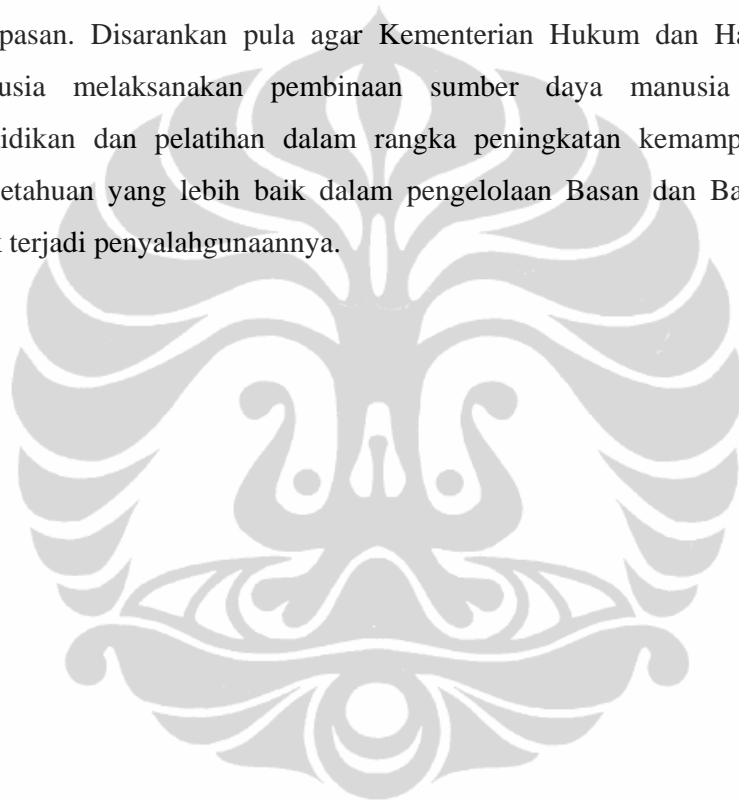 pasan. Disarankan pula agar Kementerian Hukum dan Ha
usia melaksanakan pembinaan sumber daya manusia
idikan dan pelatihan dalam rangka peningkatan kemamp
etahuan yang lebih baik dalam pengelolaan Basan dan Ba
terjadi penyalahgunaannya.